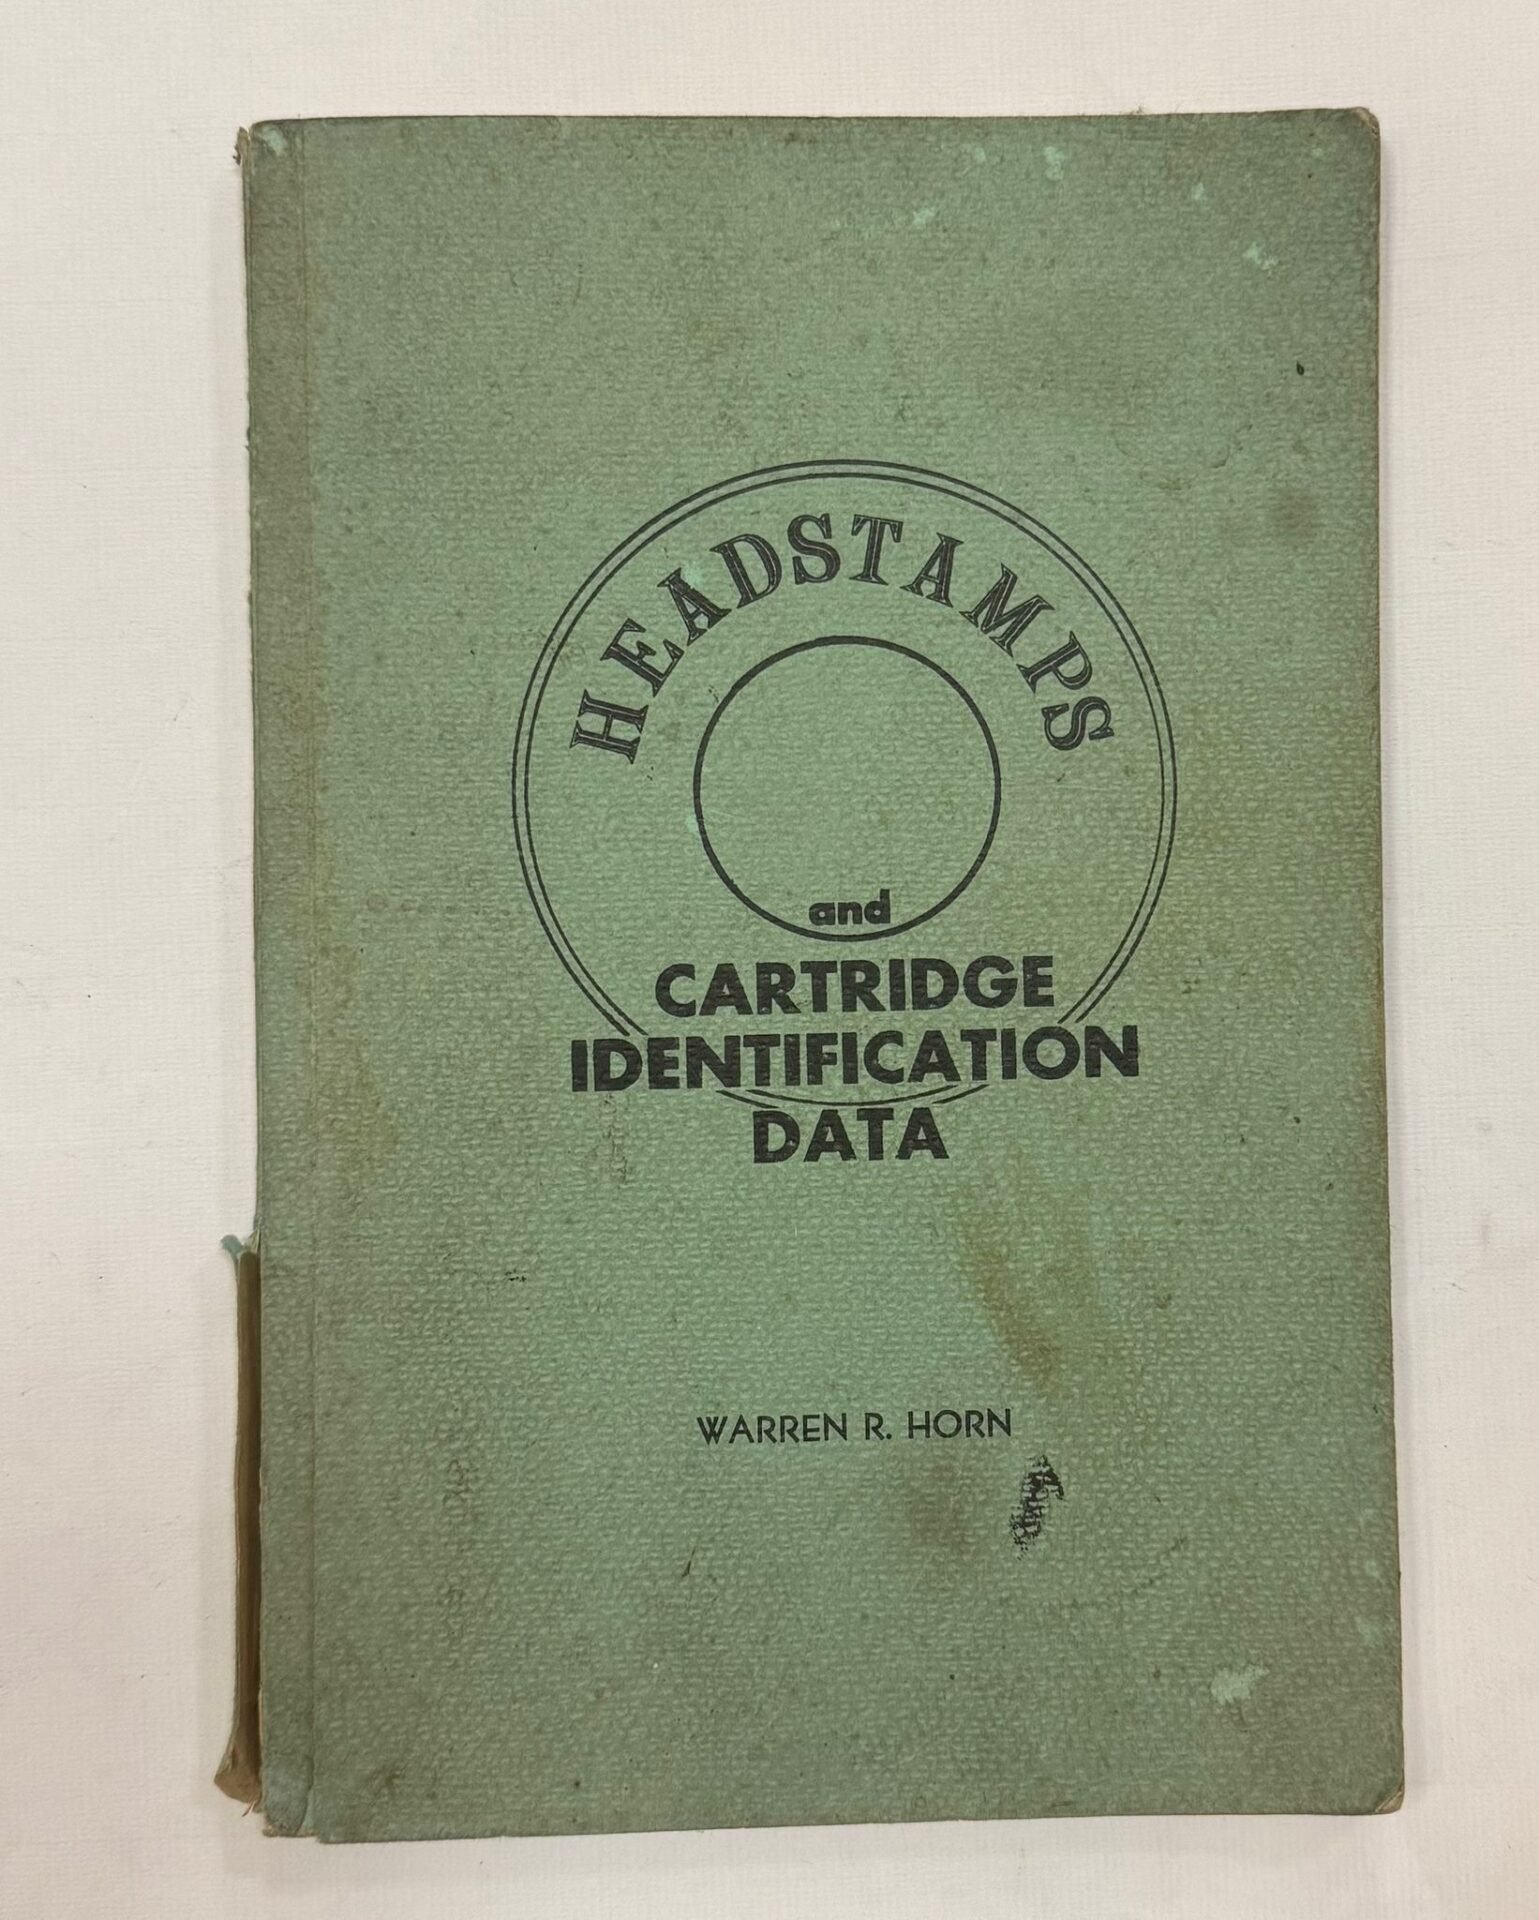 HEADSTAMPS
and
CARTRIDGE
IDENTIFICATION
DATA
WARREN R. HORN